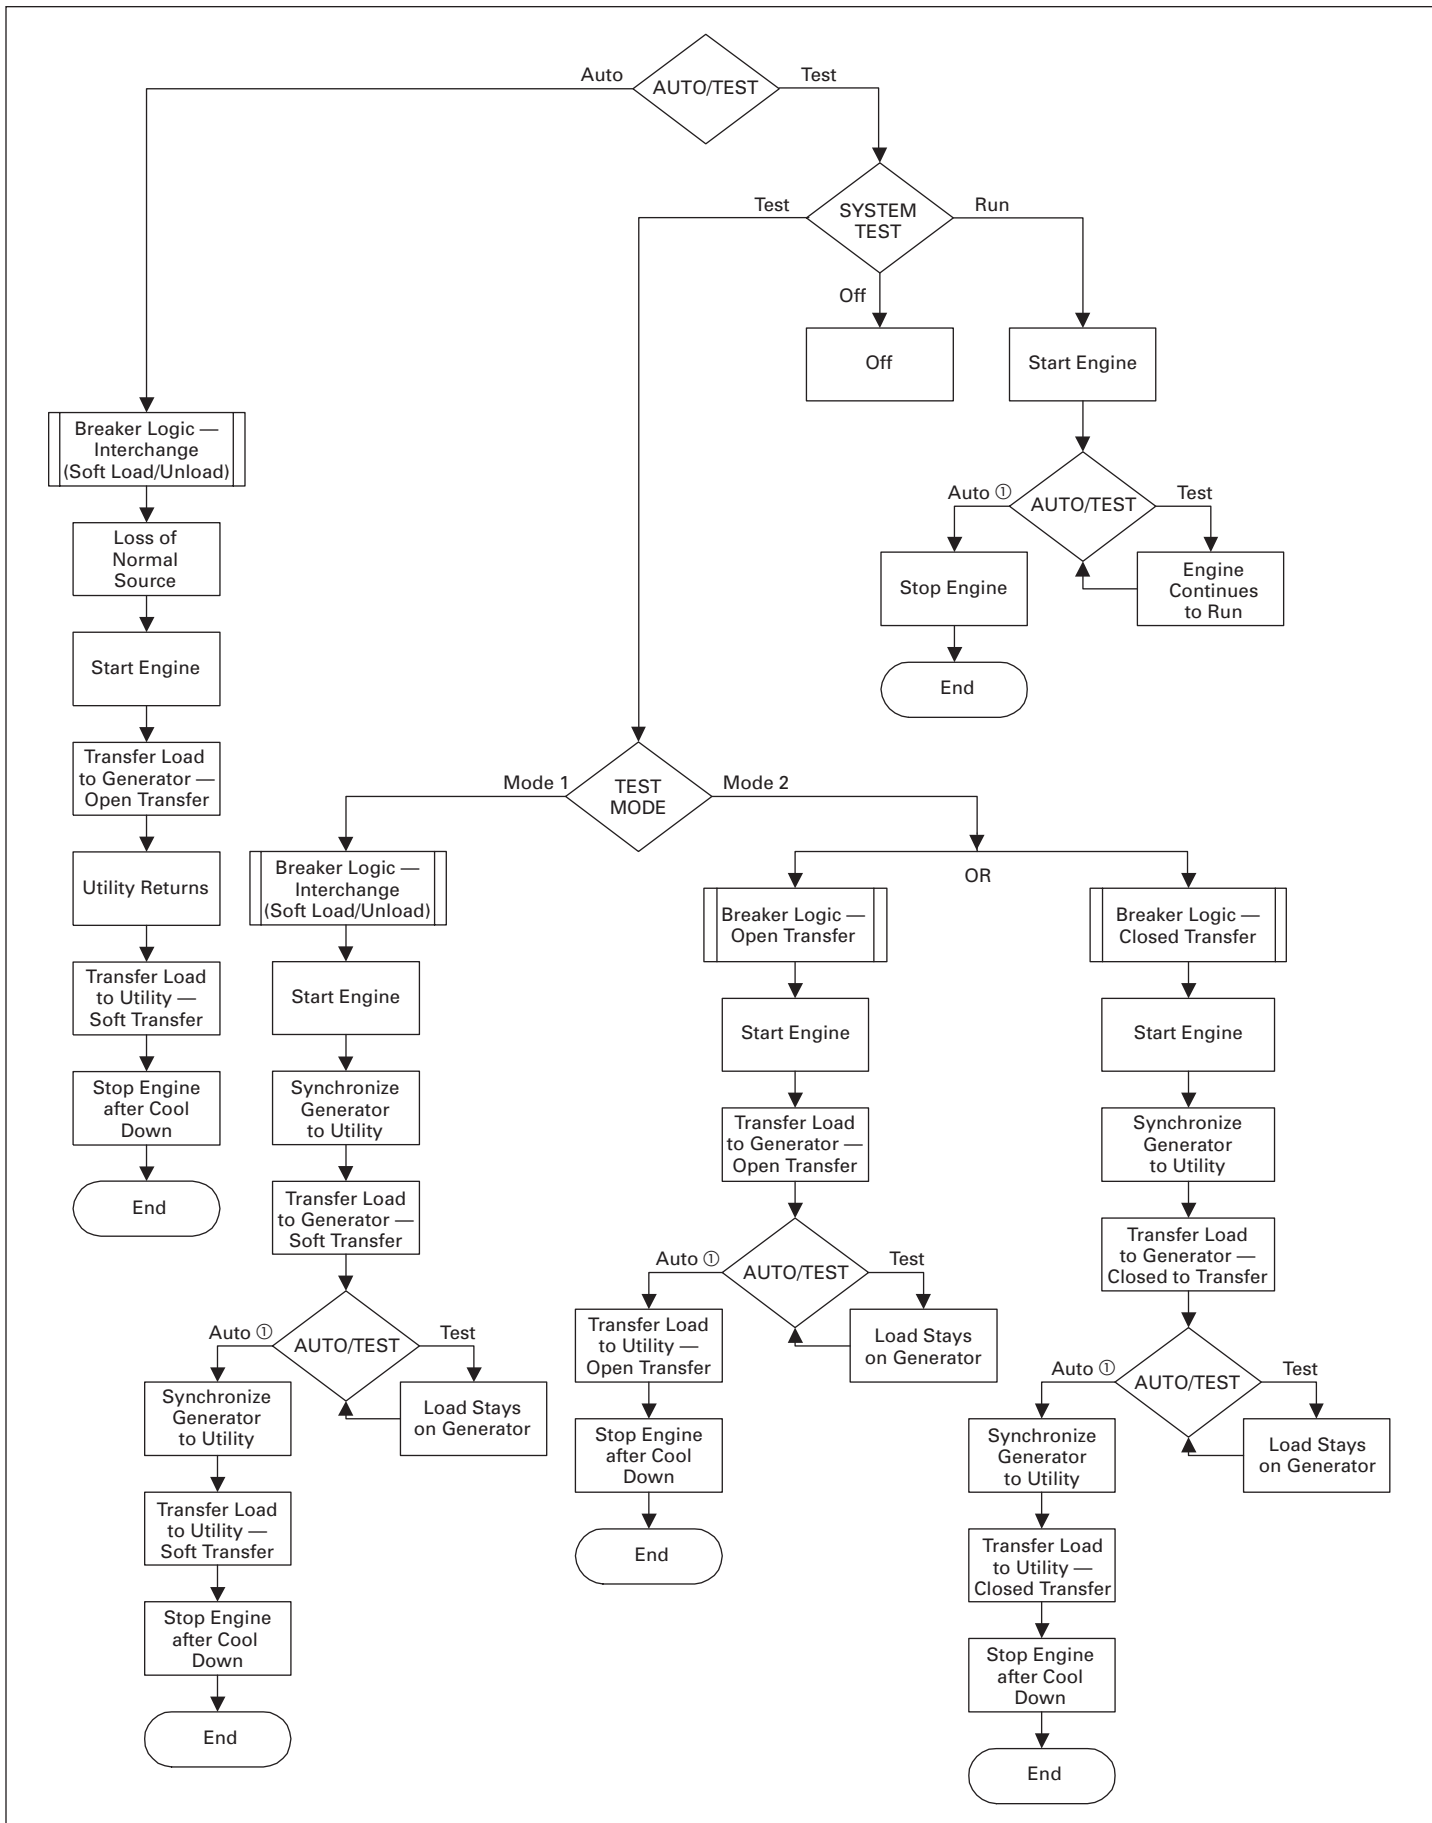 Auto
AUTO/TEST
Test
Test
SYSTEM
TEST
Run
Off
Off
Start Engine
Auto ①
AUTO/TEST
Test
Stop Engine
Engine
Continues
to Run
End
Breaker Logic —
Interchange
(Soft Load/Unload)
Loss of
Normal
Source
Start Engine
Transfer Load
to Generator —
Open Transfer
Utility Returns
Transfer Load
to Utility —
Soft Transfer
Stop Engine
after Cool
Down
End
Mode 1
TEST
MODE
Mode 2
OR
Breaker Logic —
Interchange
(Soft Load/Unload)
Start Engine
Synchronize
Generator
to Utility
Transfer Load
to Generator —
Soft Transfer
Auto ①
AUTO/TEST
Test
Synchronize
Generator
to Utility
Load Stays
on Generator
Transfer Load
to Utility —
Soft Transfer
Stop Engine
after Cool
Down
End
Breaker Logic —
Open Transfer
Start Engine
Transfer Load
to Generator —
Open Transfer
Auto ①
AUTO/TEST
Test
Transfer Load
to Utility —
Open Transfer
Load Stays
on Generator
Stop Engine
after Cool
Down
End
Breaker Logic —
Closed Transfer
Start Engine
Synchronize
Generator
to Utility
Transfer Load
to Generator —
Closed to Transfer
Auto ①
AUTO/TEST
Test
Synchronize
Generator
to Utility
Load Stays
on Generator
Transfer Load
to Utility —
Closed Transfer
Stop Engine
after Cool
Down
End